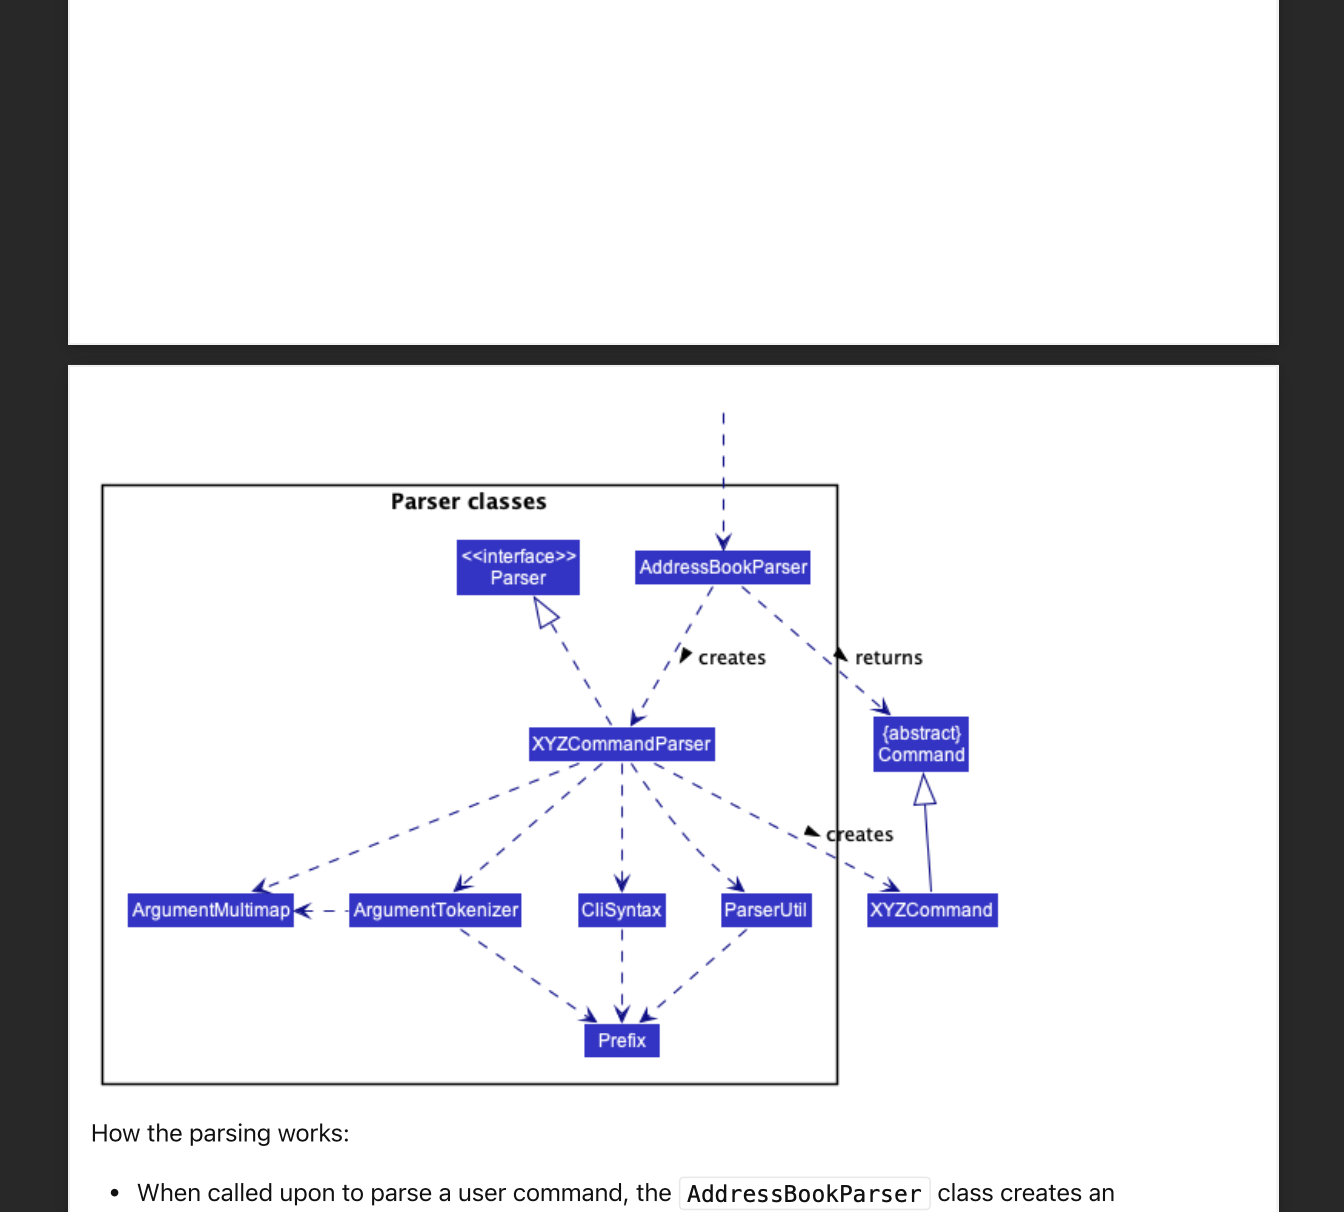 Parser classes
<<interface>>
Parser
AddressBookParser
creates
returns
XYZCommandParser
{abstract}
Command
creates
ArgumentMultimap
ArgumentTokenizer
CliSyntax
ParserUtil
XYZCommand
Prefix
How the parsing works:
• When called upon to parse a user command, the AddressBookParser class creates an